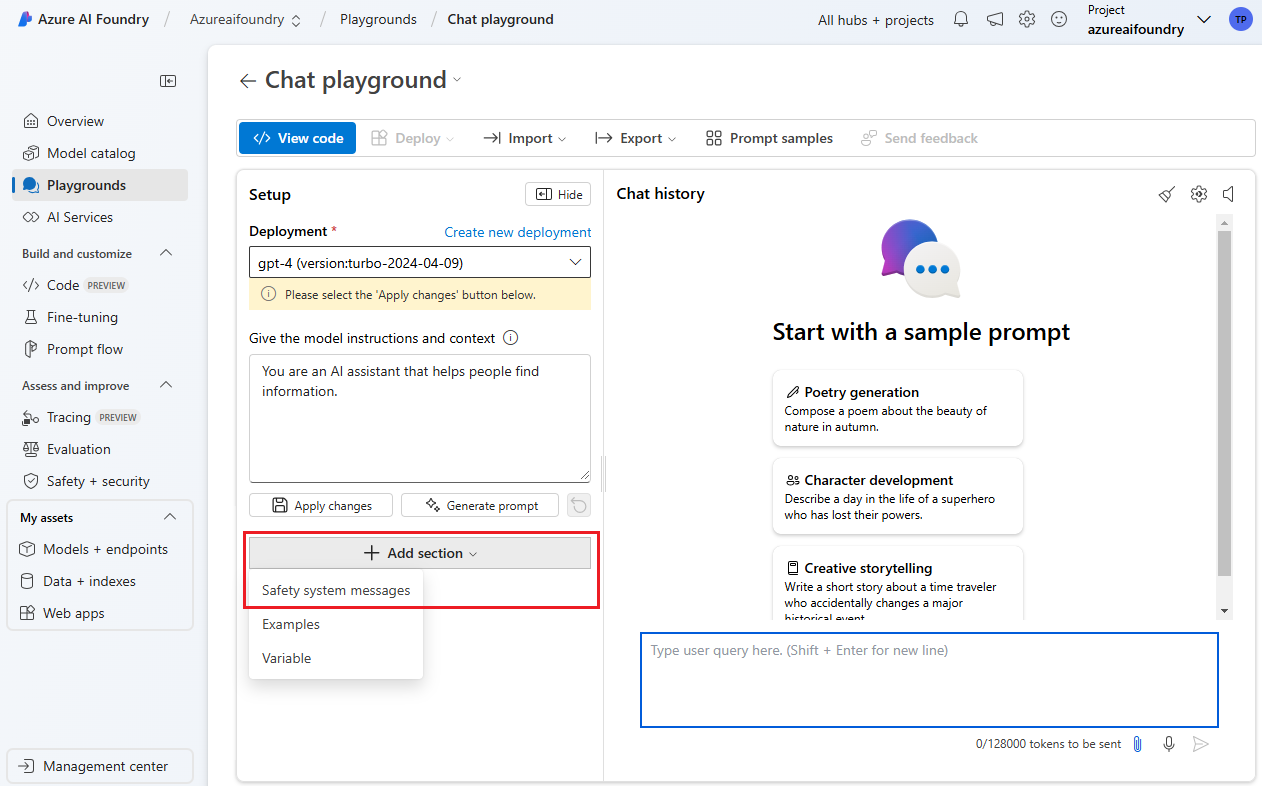 Azure AI Foundry / Azureaifoundry / Playgrounds / Chat playground
All hubs + projects
Project
azureaifoundry
TP
Overview
Model catalog
Playgrounds
AI Services
Build and customize
Code PREVIEW
Fine-tuning
Prompt flow
Assess and improve
Tracing PREVIEW
Evaluation
Safety + security
My assets
Models + endpoints
Data + indexes
Web apps
Management center
Chat playground
View code
Deploy
Import
Export
Prompt samples
Send feedback
Setup
Hide
Deployment *
Create new deployment
gpt-4 (version:turbo-2024-04-09)
Please select the 'Apply changes' button below.
Give the model instructions and context
You are an AI assistant that helps people find
information.
Apply changes
Generate prompt
Add section
Safety system messages
Examples
Variable
Chat history
Start with a sample prompt
Poetry generation
Compose a poem about the beauty of
nature in autumn.
Character development
Describe a day in the life of a superhero
who has lost their powers.
Creative storytelling
Write a short story about a time traveler
who accidentally changes a major
historical event.
Type user query here. (Shift + Enter for new line)
0/128000 tokens to be sent